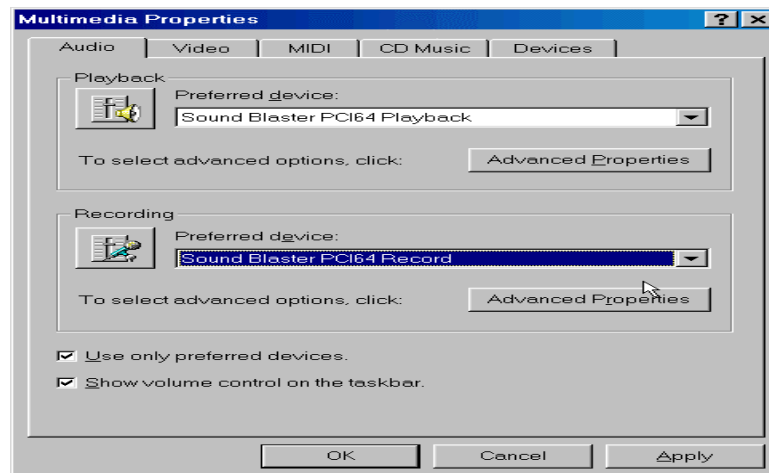 Multimedia Properties
Audio Video MIDI CD Music Devices
Playback
Preferred device:
Sound Blaster PCI64 Playback
To select advanced options, click: Advanced Properties
Recording
Preferred device:
Sound Blaster PCI64 Record
To select advanced options, click: Advanced Properties
Use only preferred devices.
Show volume control on the taskbar.
OK Cancel Apply